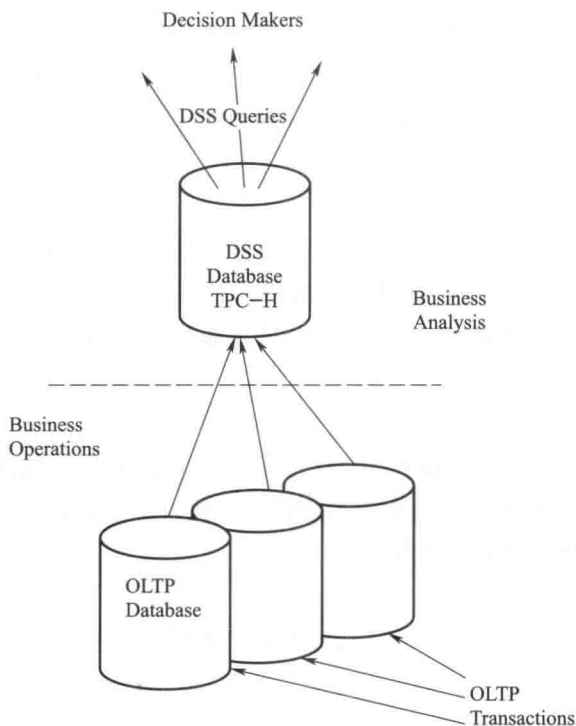 Decision Makers
DSS Queries
DSS
Database
TPC−H
Business
Analysis
Business
Operations
OLTP
Database
OLTP
Transactions